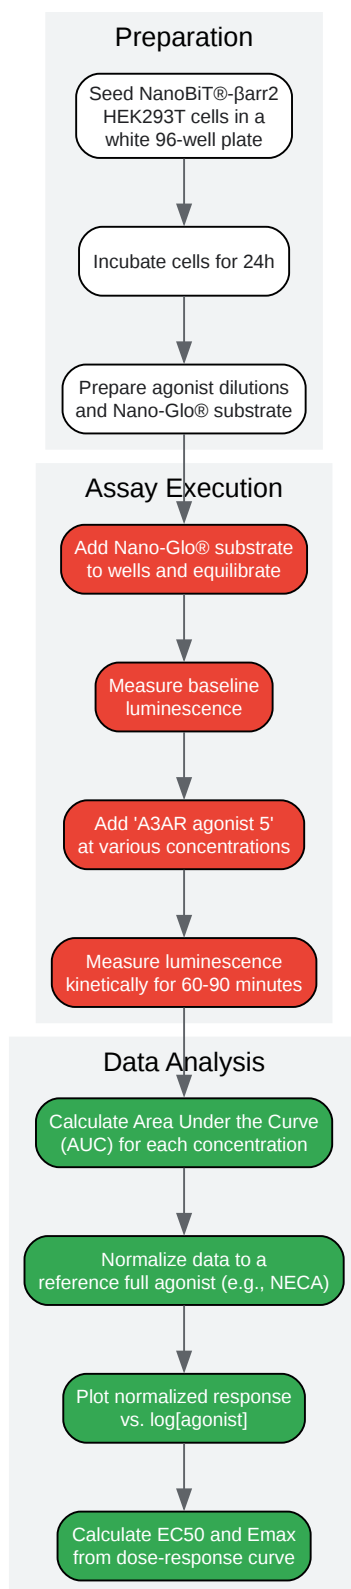 Preparation
Seed NanoBiT®-βarr2
HEK293T cells in a
white 96-well plate
Incubate cells for 24h
Prepare agonist dilutions
and Nano-Glo® substrate
Assay Execution
Add Nano-Glo® substrate
to wells and equilibrate
Measure baseline
luminescence
Add 'A3AR agonist 5'
at various concentrations
Measure luminescence
kinetically for 60-90 minutes
Data Analysis
Calculate Area Under the Curve
(AUC) for each concentration
Normalize data to a
reference full agonist (e.g., NECA)
Plot normalized response
vs. log[agonist]
Calculate EC50 and Emax
from dose-response curve